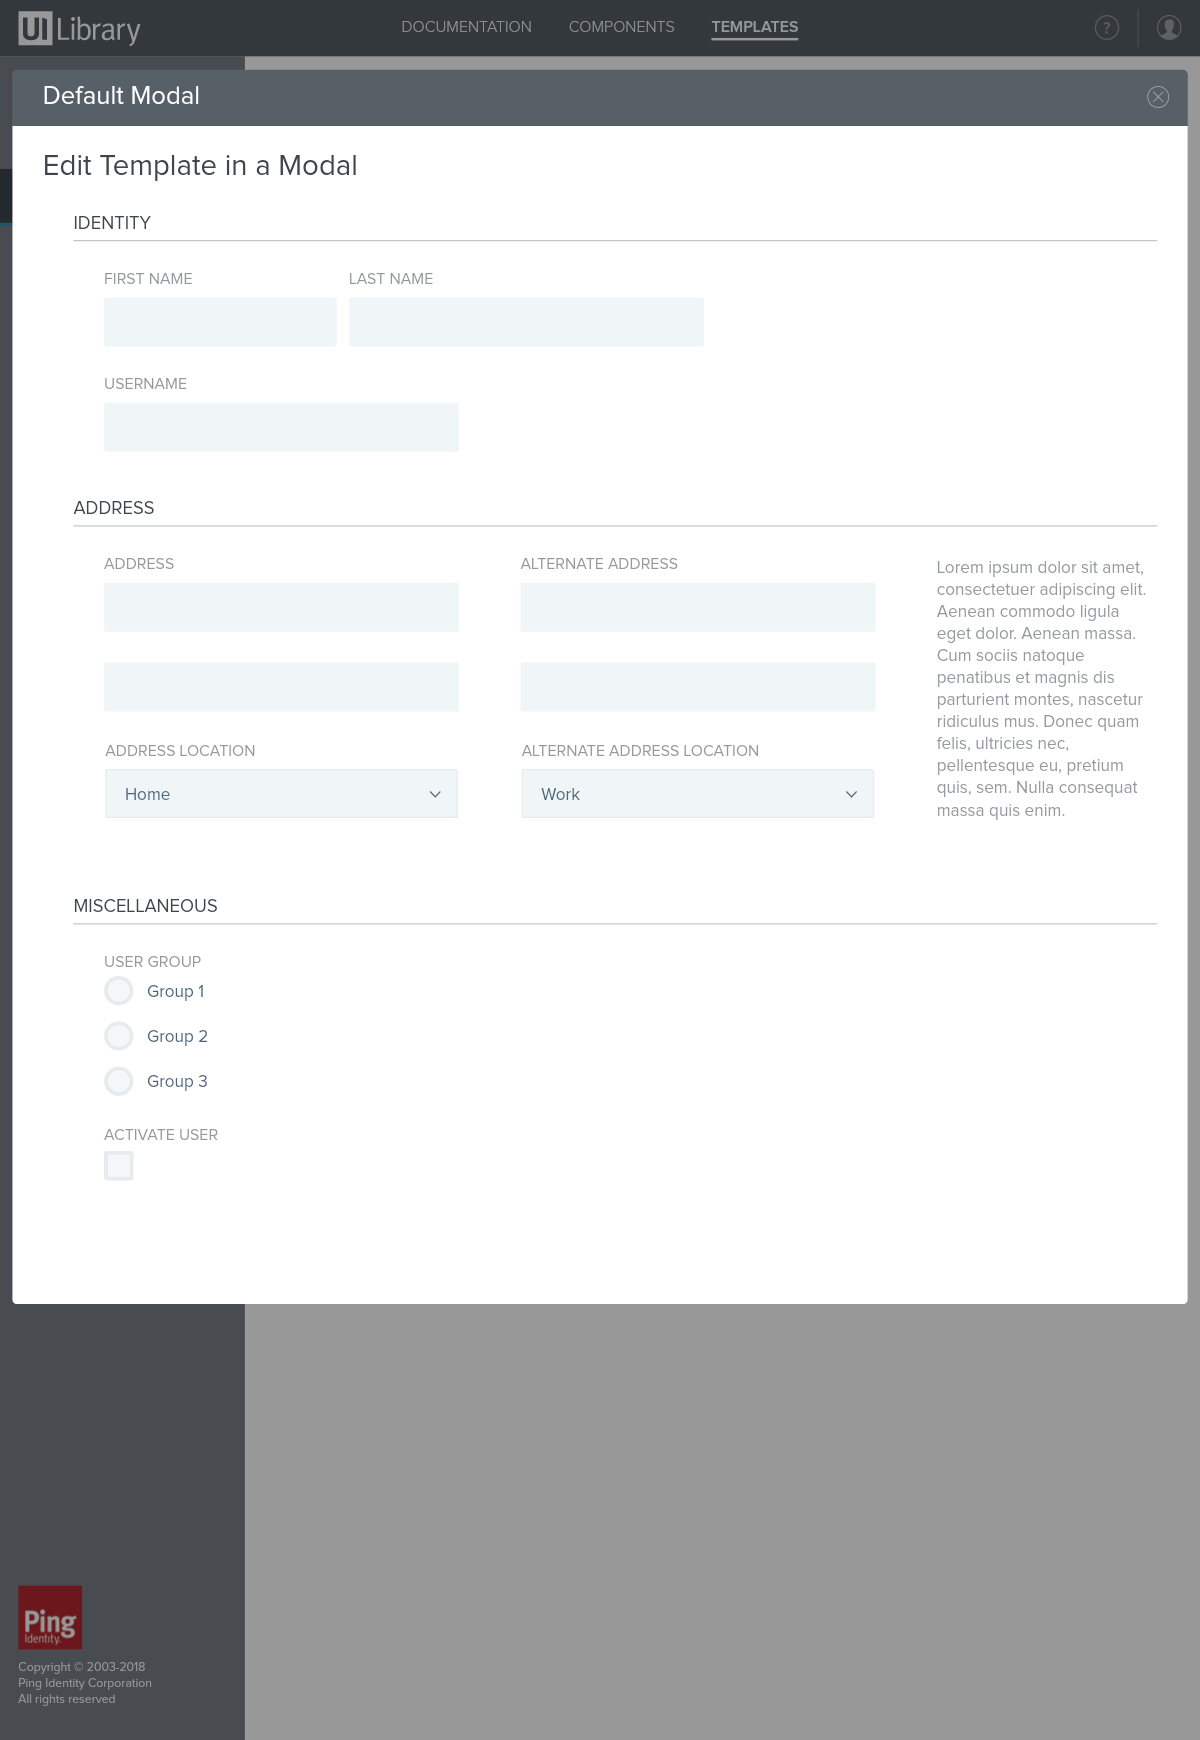 UI Library
DOCUMENTATION
COMPONENTS
TEMPLATES
?
Default Modal
Edit Template in a Modal
IDENTITY
FIRST NAME
LAST NAME
USERNAME
ADDRESS
ADDRESS
ALTERNATE ADDRESS
ADDRESS LOCATION
Home
ALTERNATE ADDRESS LOCATION
Work
Lorem ipsum dolor sit amet,
consectetuer adipiscing elit.
Aenean commodo ligula
eget dolor. Aenean massa.
Cum sociis natoque
penatibus et magnis dis
parturient montes, nascetur
ridiculus mus. Donec quam
felis, ultricies nec,
pellentesque eu, pretium
quis, sem. Nulla consequat
massa quis enim.
MISCELLANEOUS
USER GROUP
Group 1
Group 2
Group 3
ACTIVATE USER
Ping
Identity.
Copyright © 2003-2018
Ping Identity Corporation
All rights reserved